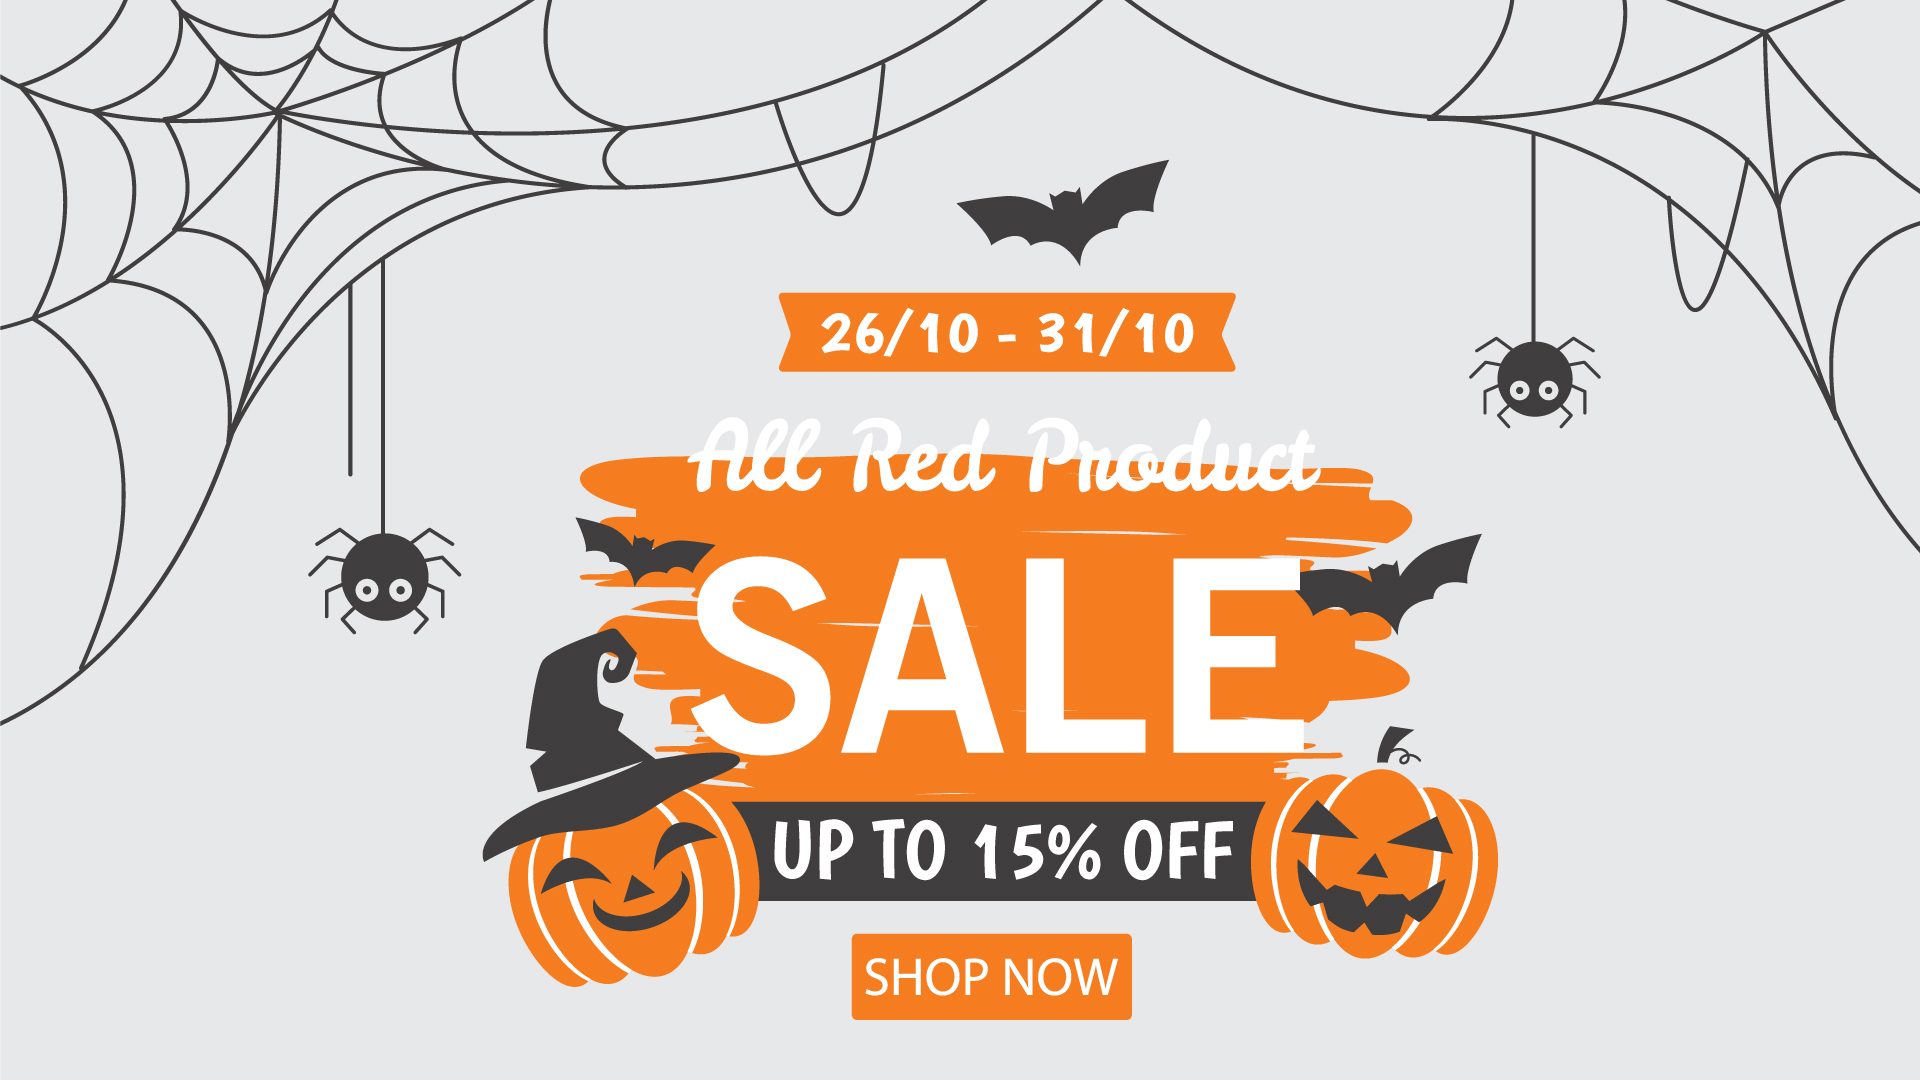 26/10 - 31/10
All Red Product
SALE
UP TO 15% OFF
SHOP NOW